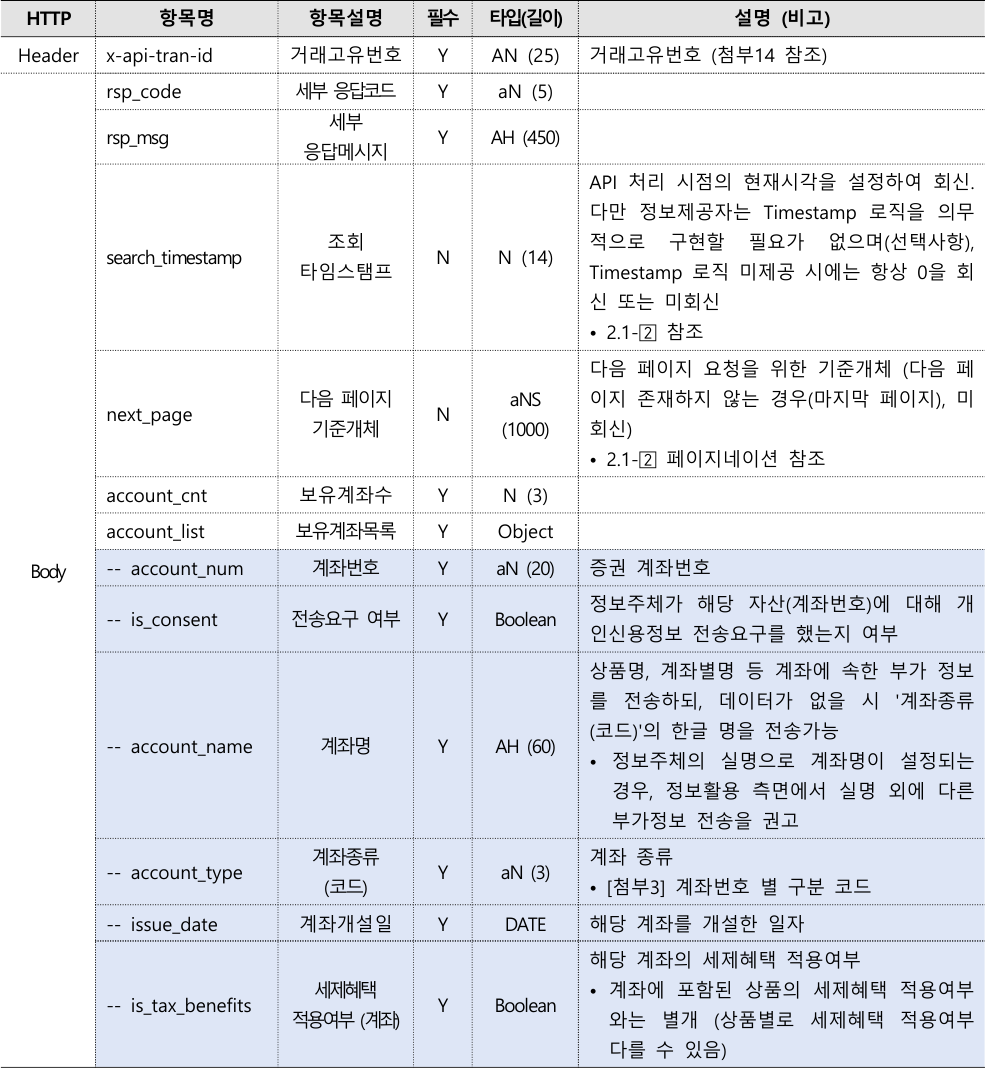 HTTP 항목명 항목설명 필수 타입(길이) 설명 (비고)
Header x-api-tran-id 거래고유번호 Y AN (25) 거래고유번호 (첨부14 참조)
Body
rsp_code 세부 응답코드 Y aN (5)
rsp_msg 세부
응답메시지 Y AH (450)
search_timestamp 조회
타임스탬프 N N (14)
API 처리 시점의 현재시각을 설정하여 회신.
다만 정보제공자는 Timestamp 로직을 의무
적으로 구현할 필요가 없으며(선택사항),
Timestamp 로직 미제공 시에는 항상 0을 회
신 또는 미회신
• 2.1-② 참조
next_page 다음 페이지
기준개체 N aNS
(1000)
다음 페이지 요청을 위한 기준개체 (다음 페
이지 존재하지 않는 경우(마지막 페이지), 미
회신)
• 2.1-② 페이지네이션 참조
account_cnt 보유계좌수 Y N (3)
account_list 보유계좌목록 Y Object
-- account_num 계좌번호 Y aN (20) 증권 계좌번호
-- is_consent 전송요구 여부 Y Boolean
정보주체가 해당 자산(계좌번호)에 대해 개
인신용정보 전송요구를 했는지 여부
-- account_name 계좌명 Y AH (60)
상품명, 계좌별명 등 계좌에 속한 부가 정보
를 전송하되, 데이터가 없을 시 '계좌종류
(코드)'의 한글 명을 전송가능
• 정보주체의 실명으로 계좌명이 설정되는
경우, 정보활용 측면에서 실명 외에 다른
부가정보 전송을 권고
-- account_type 계좌종류
(코드) Y aN (3)
계좌 종류
• [첨부3] 계좌번호 별 구분 코드
-- issue_date 계좌개설일 Y DATE 해당 계좌를 개설한 일자
-- is_tax_benefits 세제혜택
적용여부 (계좌) Y Boolean
해당 계좌의 세제혜택 적용여부
• 계좌에 포함된 상품의 세제혜택 적용여부
와는 별개 (상품별로 세제혜택 적용여부
다를 수 있음)